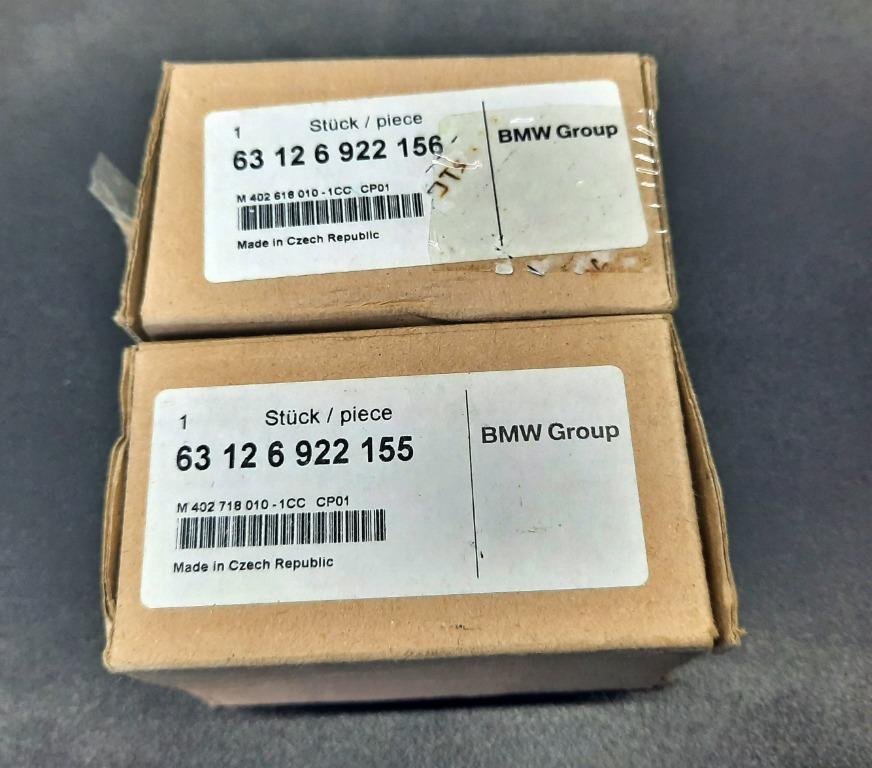 1 Stück / piece
63 12 6 922 156
BMW Group
M 402 618 010 - 1CC CP01
Made in Czech Republic
1 Stück / piece
63 12 6 922 155
BMW Group
M 402 718 010 - 1CC CP01
Made in Czech Republic